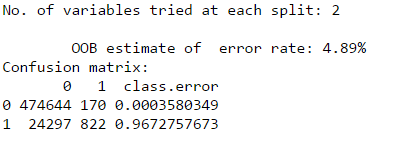 No. of variables tried at each split: 2
OOB estimate of  error rate: 4.89%
Confusion matrix:
0   1  class.error
0 474644 170 0.0003580349
1  24297 822 0.9672757673